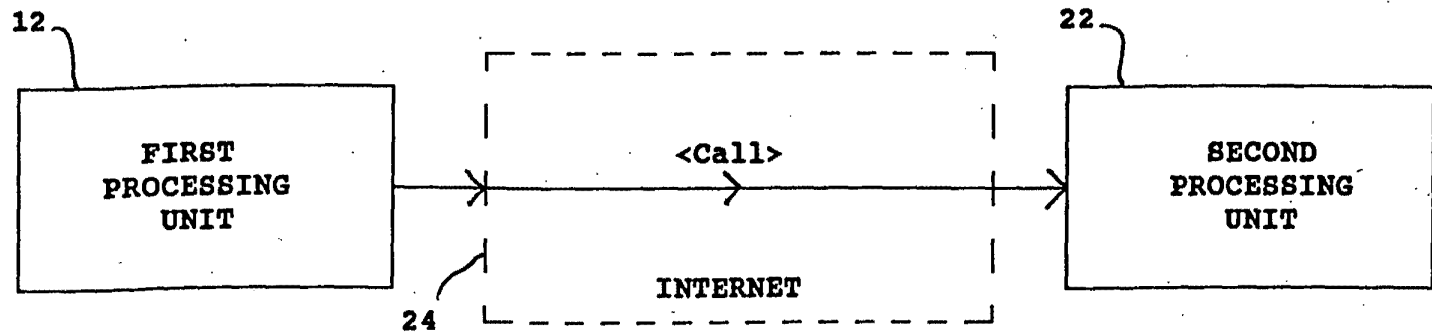 12
22
FIRST
PROCESSING
UNIT
<Call>
SECOND
PROCESSING
UNIT
INTERNET
24